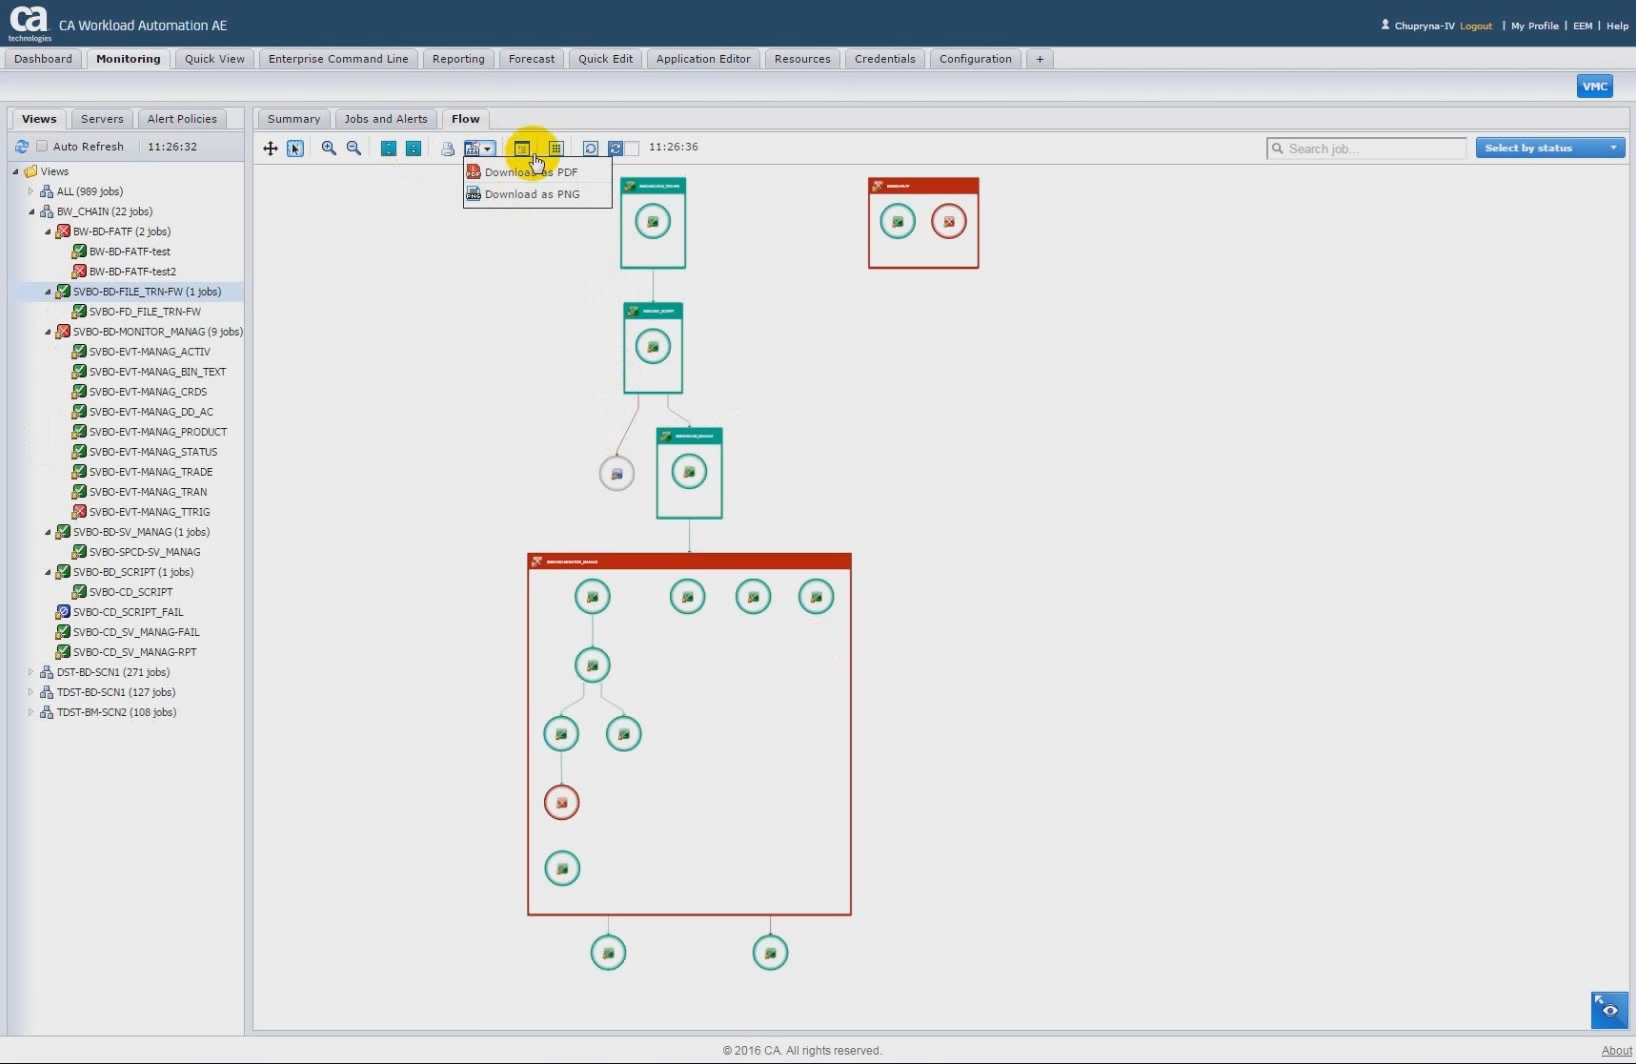 ca technologies CA Workload Automation AE
Chupryna-IV Logout | My Profile | EEM | Help
Dashboard Monitoring Quick View Enterprise Command Line Reporting Forecast Quick Edit Application Editor Resources Credentials Configuration +
VMC
Views Servers Alert Policies
Summary Jobs and Alerts Flow
Auto Refresh 11:26:32
11:26:36
Search job...
Select by status
Download as PDF
Download as PNG
Views
ALL (989 jobs)
BW_CHAIN (22 jobs)
BW-BD-FATF (2 jobs)
BW-BD-FATF-test
BW-BD-FATF-test2
SVBO-BD-FILE_TRN-FW (1 jobs)
SVBO-FD_FILE_TRN-FW
SVBO-BD-MONITOR_MANAG (9 jobs)
SVBO-EVT-MANAG_ACTIV
SVBO-EVT-MANAG_BIN_TEXT
SVBO-EVT-MANAG_CRDS
SVBO-EVT-MANAG_DD_AC
SVBO-EVT-MANAG_PRODUCT
SVBO-EVT-MANAG_STATUS
SVBO-EVT-MANAG_TRADE
SVBO-EVT-MANAG_TRAN
SVBO-EVT-MANAG_TTRIG
SVBO-BD-SV_MANAG (1 jobs)
SVBO-SPCD-SV_MANAG
SVBO-BD_SCRIPT (1 jobs)
SVBO-CD_SCRIPT
SVBO-CD_SCRIPT_FAIL
SVBO-CD_SV_MANAG-FAIL
SVBO-CD_SV_MANAG-RPT
DST-BD-SCN1 (271 jobs)
TDST-BD-SCN1 (127 jobs)
TDST-BM-SCN2 (108 jobs)
© 2016 CA. All rights reserved.
About